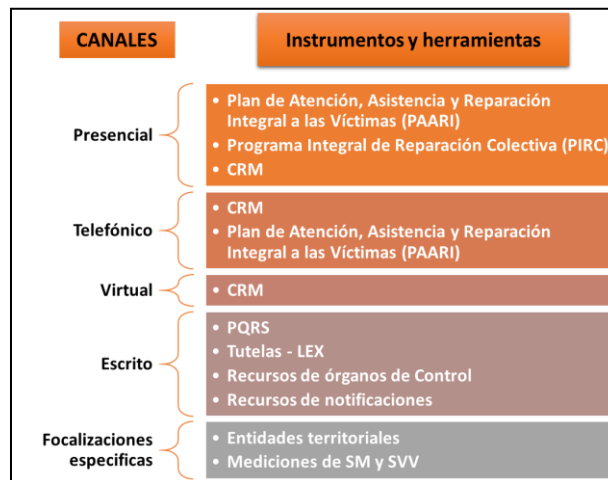 CANALES
Instrumentos y herramientas
Presencial
• Plan de Atención, Asistencia y Reparación
Integral a las Víctimas (PAARI)
• Programa Integral de Reparación Colectiva (PIRC)
• CRM
Telefónico
• CRM
• Plan de Atención, Asistencia y Reparación
Integral a las Víctimas (PAARI)
Virtual
• CRM
Escrito
• PQRS
• Tutelas - LEX
• Recursos de órganos de Control
• Recursos de notificaciones
Focalizaciones
especificas
• Entidades territoriales
• Mediciones de SM y SVV